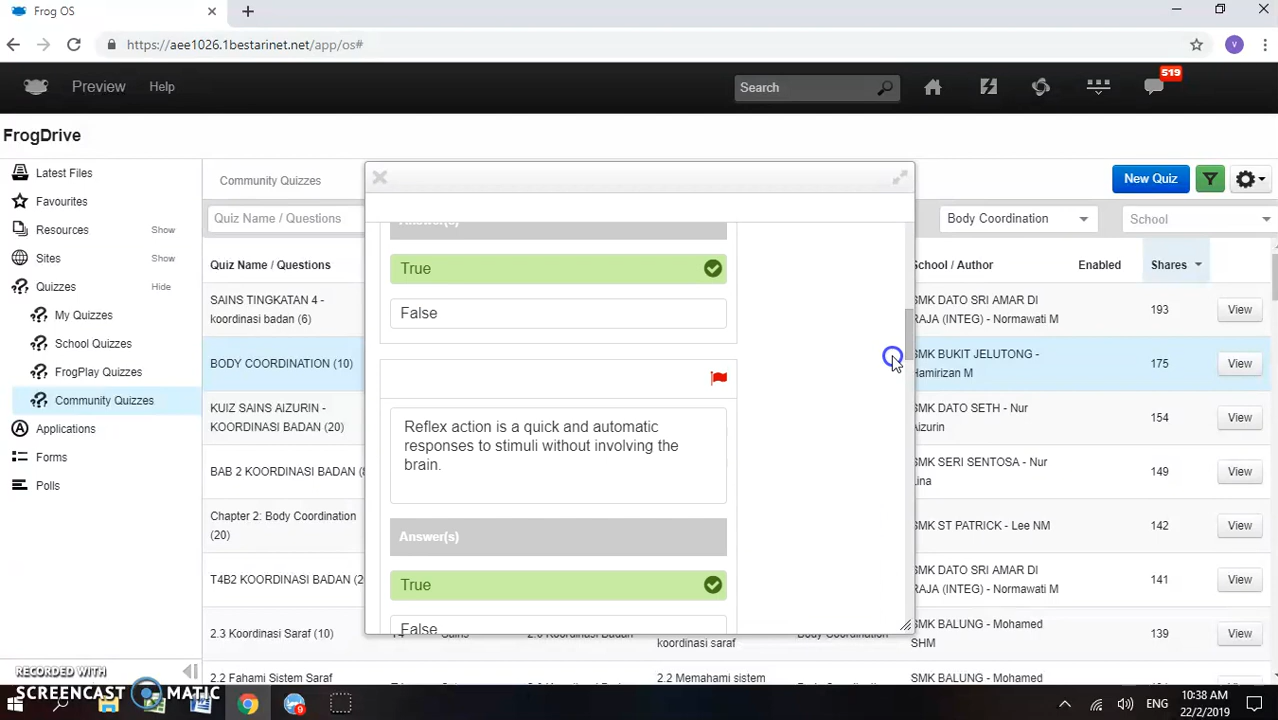 Frog OS
https://aee1026.1bestarinet.net/app/os#
V
Preview
Help
Search
519
FrogDrive
Latest Files
Favourites
Resources
Show
Sites
Show
Quizzes
Hide
My Quizzes
School Quizzes
FrogPlay Quizzes
Community Quizzes
Applications
Forms
Polls
Community Quizzes
New Quiz
Quiz Name / Questions
Body Coordination
School
Quiz Name / Questions
School / Author
Enabled
Shares
SAINS TINGKATAN 4 -
koordinasi badan (6)
SMK DATO SRI AMAR DI
RAJA (INTEG) - Normawati M
193
View
BODY COORDINATION (10)
SMK BUKIT JELUTONG -
Hamirizan M
175
View
KUIZ SAINS AIZURIN -
KOORDINASI BADAN (20)
SMK DATO SETH - Nur
Aizurin
154
View
BAB 2 KOORDINASI BADAN
SMK SERI SENTOSA - Nur
149
View
Chapter 2: Body Coordination
(20)
SMK ST PATRICK - Lee NM
142
View
T4B2 KOORDINASI BADAN
SMK DATO SRI AMAR DI
RAJA (INTEG) - Normawati M
141
View
2.3 Koordinasi Saraf (10)
koordinasi saraf
Body Coordination
SMK BALUNG - Mohamed
SHM
139
View
2.2 Fahami Sistem Saraf
2.2 Memahami sistem
SMK BALUNG - Mohamed
Answer(s)
True
False
Reflex action is a quick and automatic
responses to stimuli without involving the
brain.
Answer(s)
True
False
RECORDED WITH
SCREENCAST MATIC
ENG
10:38 AM
22/2/2019